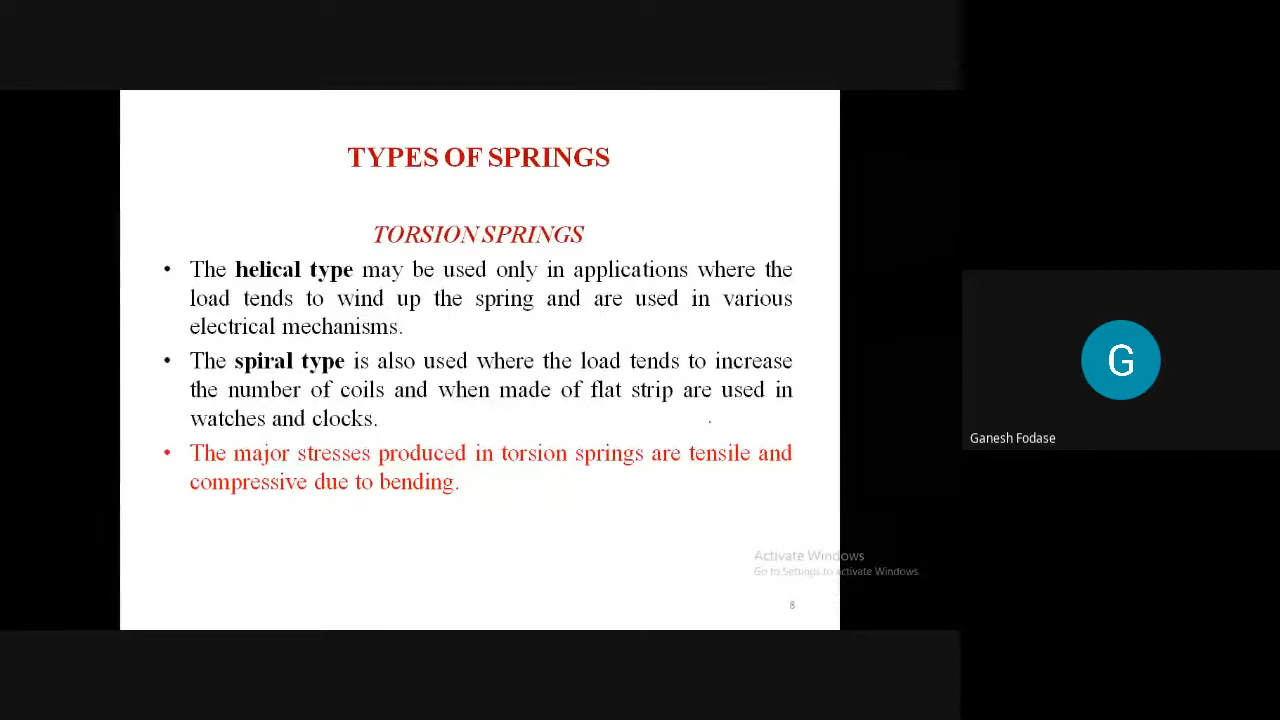 TYPES OF SPRINGS
TORSION SPRINGS
• The helical type may be used only in applications where the
load tends to wind up the spring and are used in various
electrical mechanisms.
• The spiral type is also used where the load tends to increase
the number of coils and when made of flat strip are used in
watches and clocks.
• The major stresses produced in torsion springs are tensile and
compressive due to bending.
G
Ganesh Fodase
Activate Windows
Go to Settings to activate Windows.
8